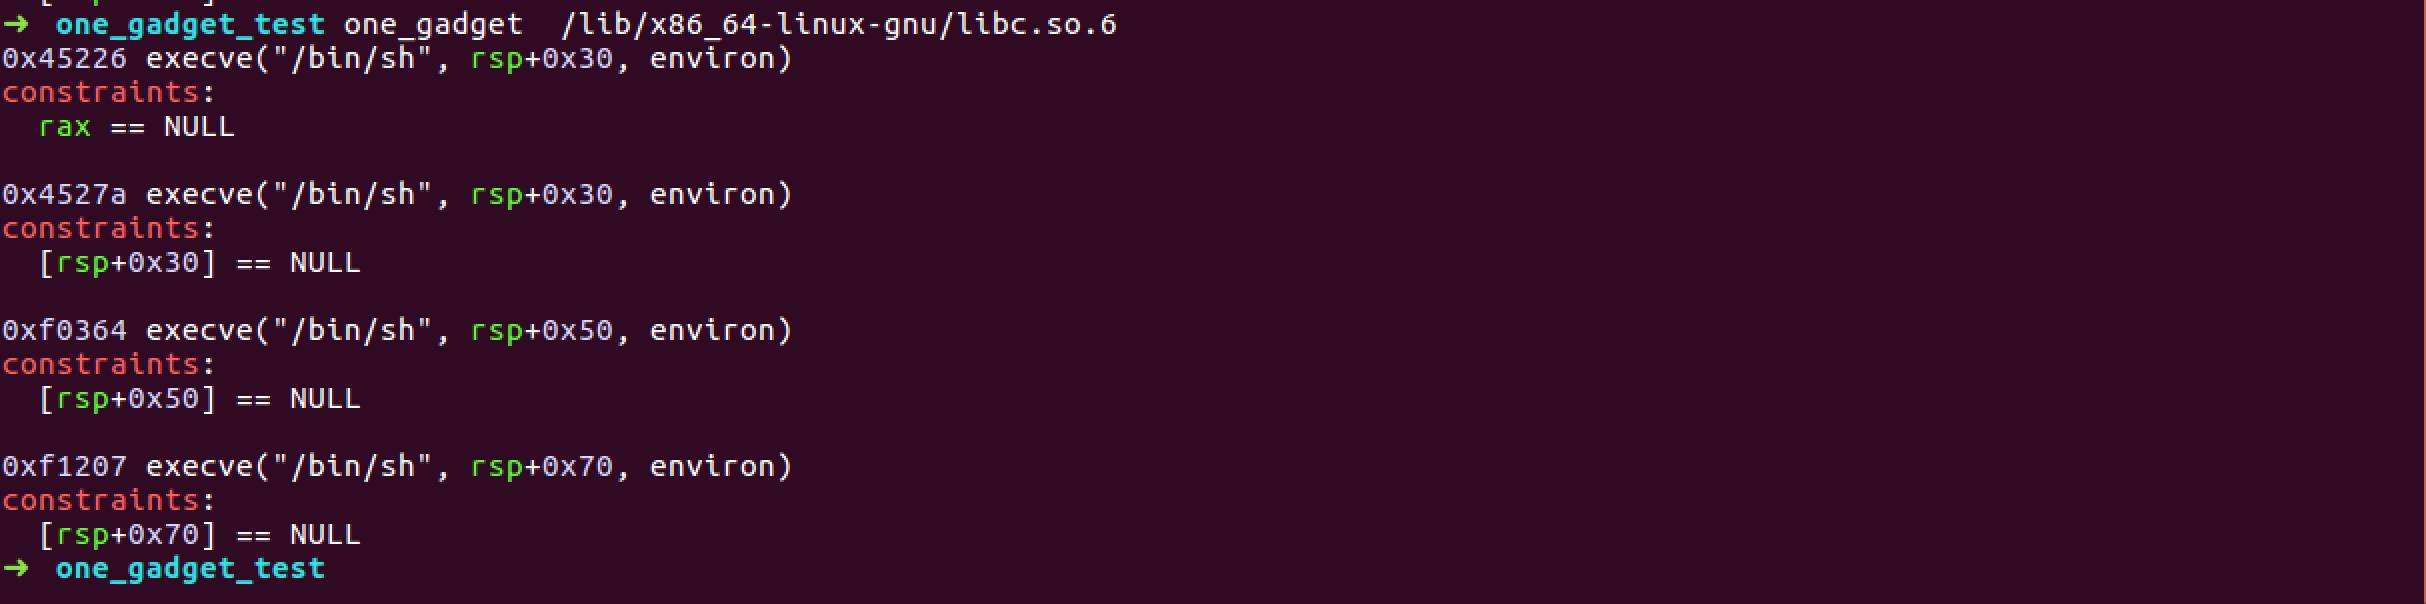 ➜ one_gadget_test one_gadget  /lib/x86_64-linux-gnu/libc.so.6
0x45226 execve("/bin/sh", rsp+0x30, environ)
constraints:
  rax == NULL

0x4527a execve("/bin/sh", rsp+0x30, environ)
constraints:
  [rsp+0x30] == NULL

0xf0364 execve("/bin/sh", rsp+0x50, environ)
constraints:
  [rsp+0x50] == NULL

0xf1207 execve("/bin/sh", rsp+0x70, environ)
constraints:
  [rsp+0x70] == NULL
➜ one_gadget_test